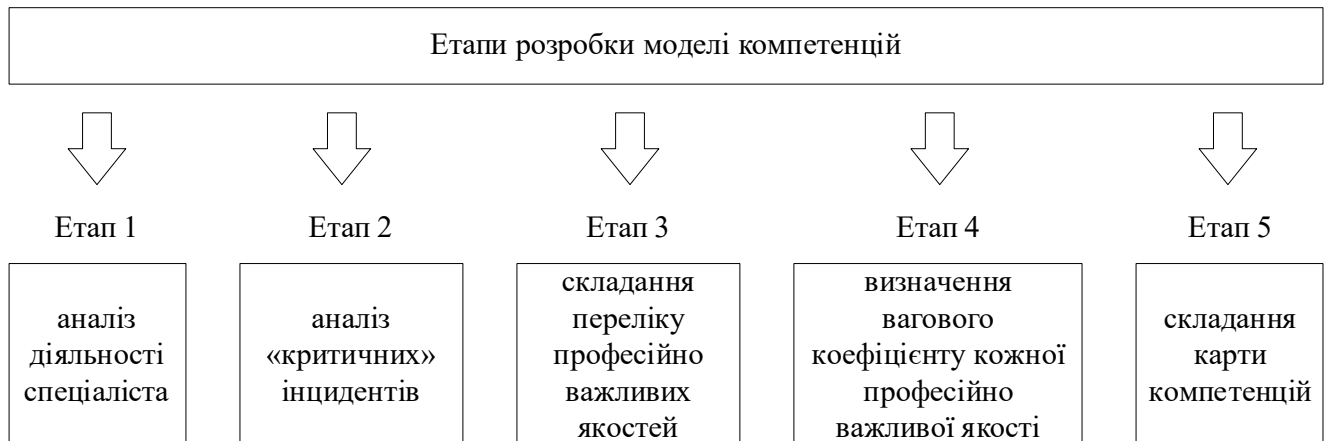 Етапи розробки моделі компетенцій
Етап 1
Етап 2
Етап 3
Етап 4
Етап 5
аналіз
діяльності
спеціаліста
аналіз
«критичних»
інцидентів
складання
переліку
професійно
важливих
якостей
визначення
вагового
коефіцієнту кожної
професійно
важливої якості
складання
карти
компетенцій